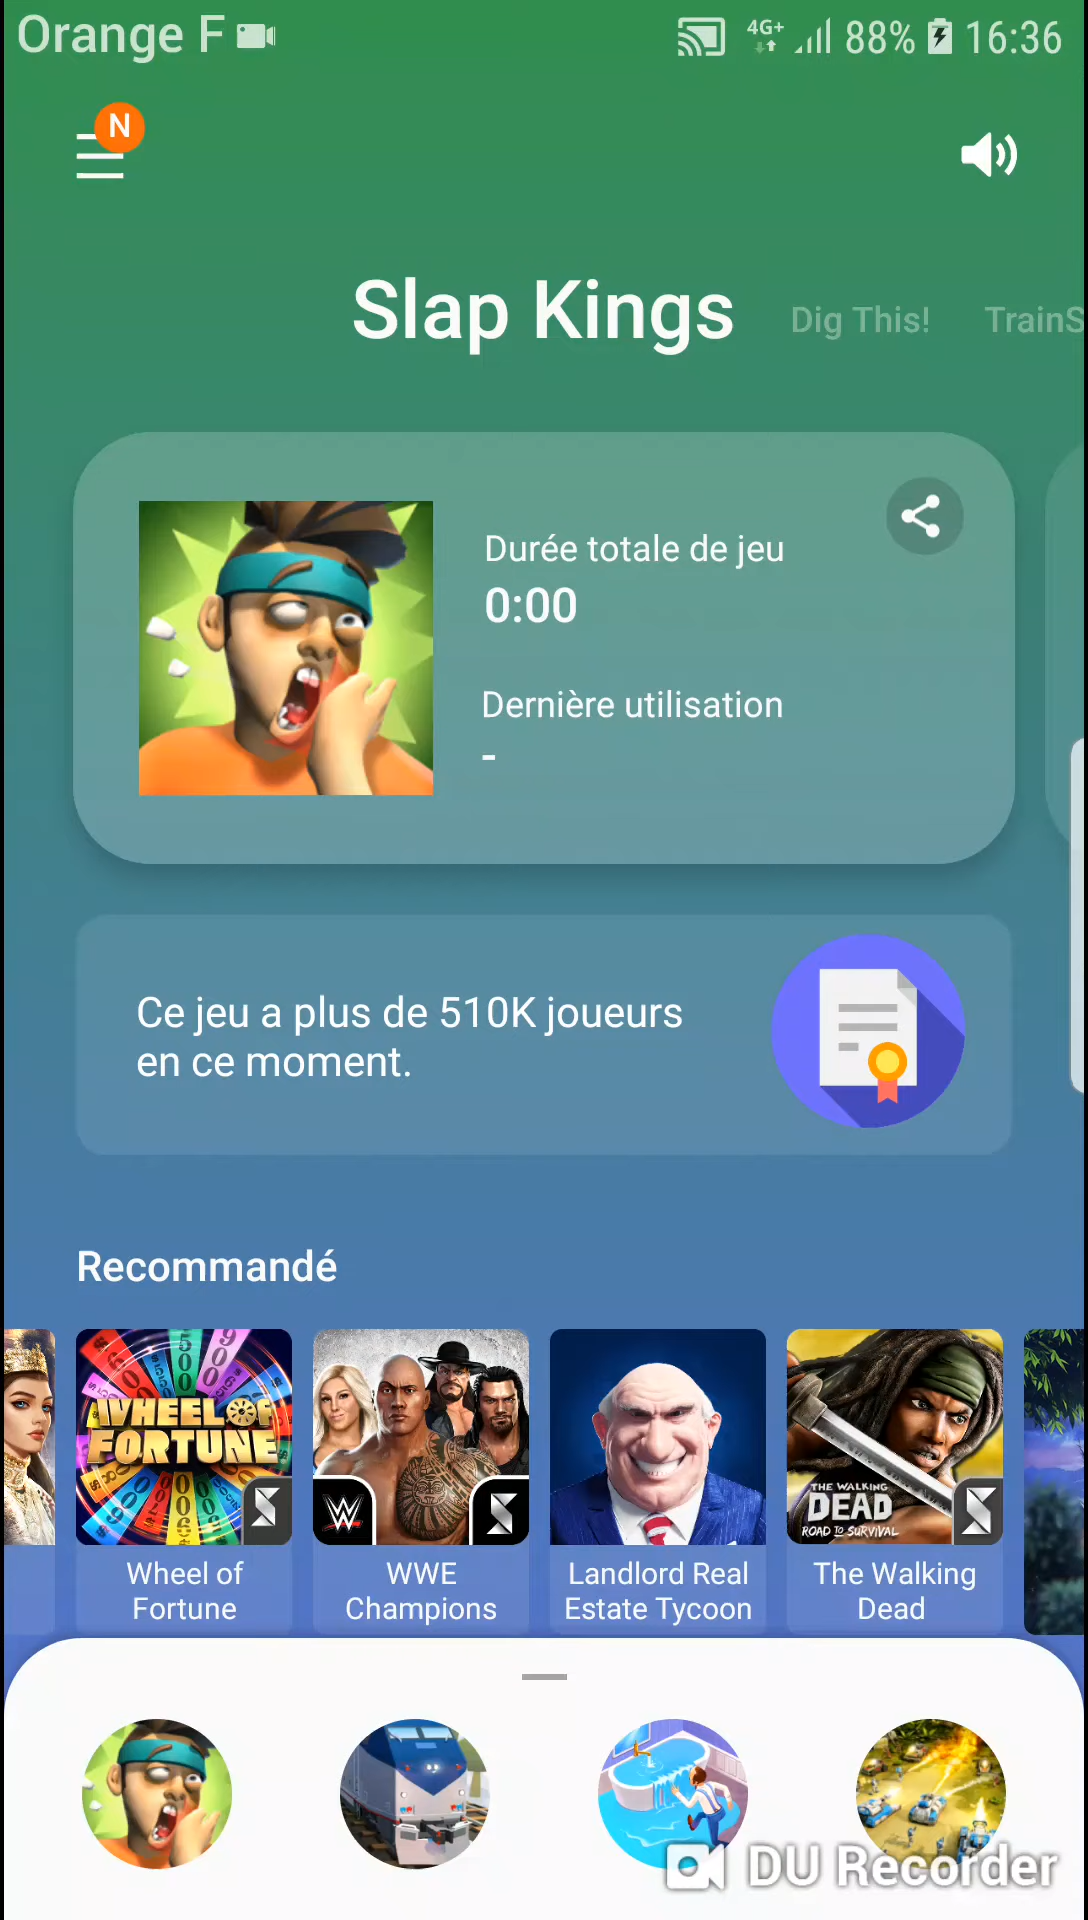 Orange F
4G+ 88% 16:36
N
Slap Kings Dig This! TrainS
Durée totale de jeu
0:00
Dernière utilisation
-
Ce jeu a plus de 510K joueurs
en ce moment.
Recommandé
WHEEL OF
FORTUNE
W
THE WALKING
DEAD
ROAD TO SURVIVAL
Wheel of
Fortune
WWE
Champions
Landlord Real
Estate Tycoon
The Walking
Dead
DU Recorder